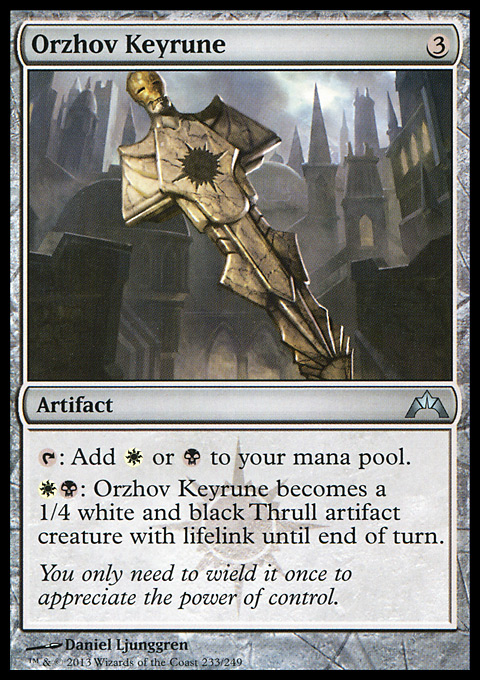 Orzhov Keyrune 3
Artifact
: Add or to your mana pool.
: Orzhov Keyrune becomes a
1/4 white and black Thrull artifact
creature with lifelink until end of turn.
You only need to wield it once to
appreciate the power of control.
Daniel Ljunggren
™ & © 2013 Wizards of the Coast 233/249